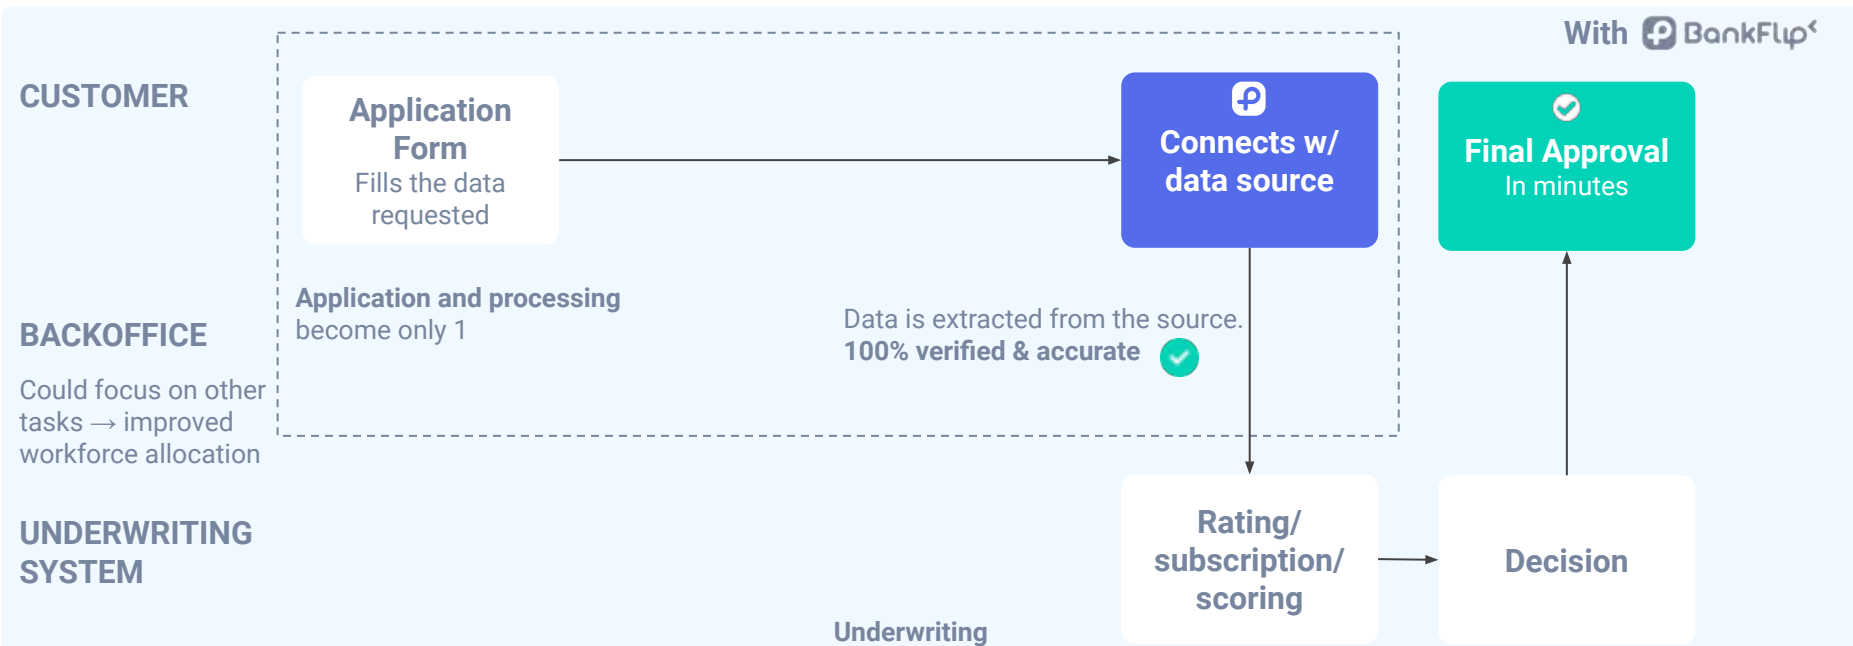 With BankFlip
CUSTOMER
Application
Form
Fills the data
requested
Connects w/
data source
Final Approval
In minutes
Application and processing
become only 1
BACKOFFICE
Could focus on other
tasks → improved
workforce allocation
Data is extracted from the source.
100% verified & accurate
UNDERWRITING
SYSTEM
Rating/
subscription/
scoring
Decision
Underwriting